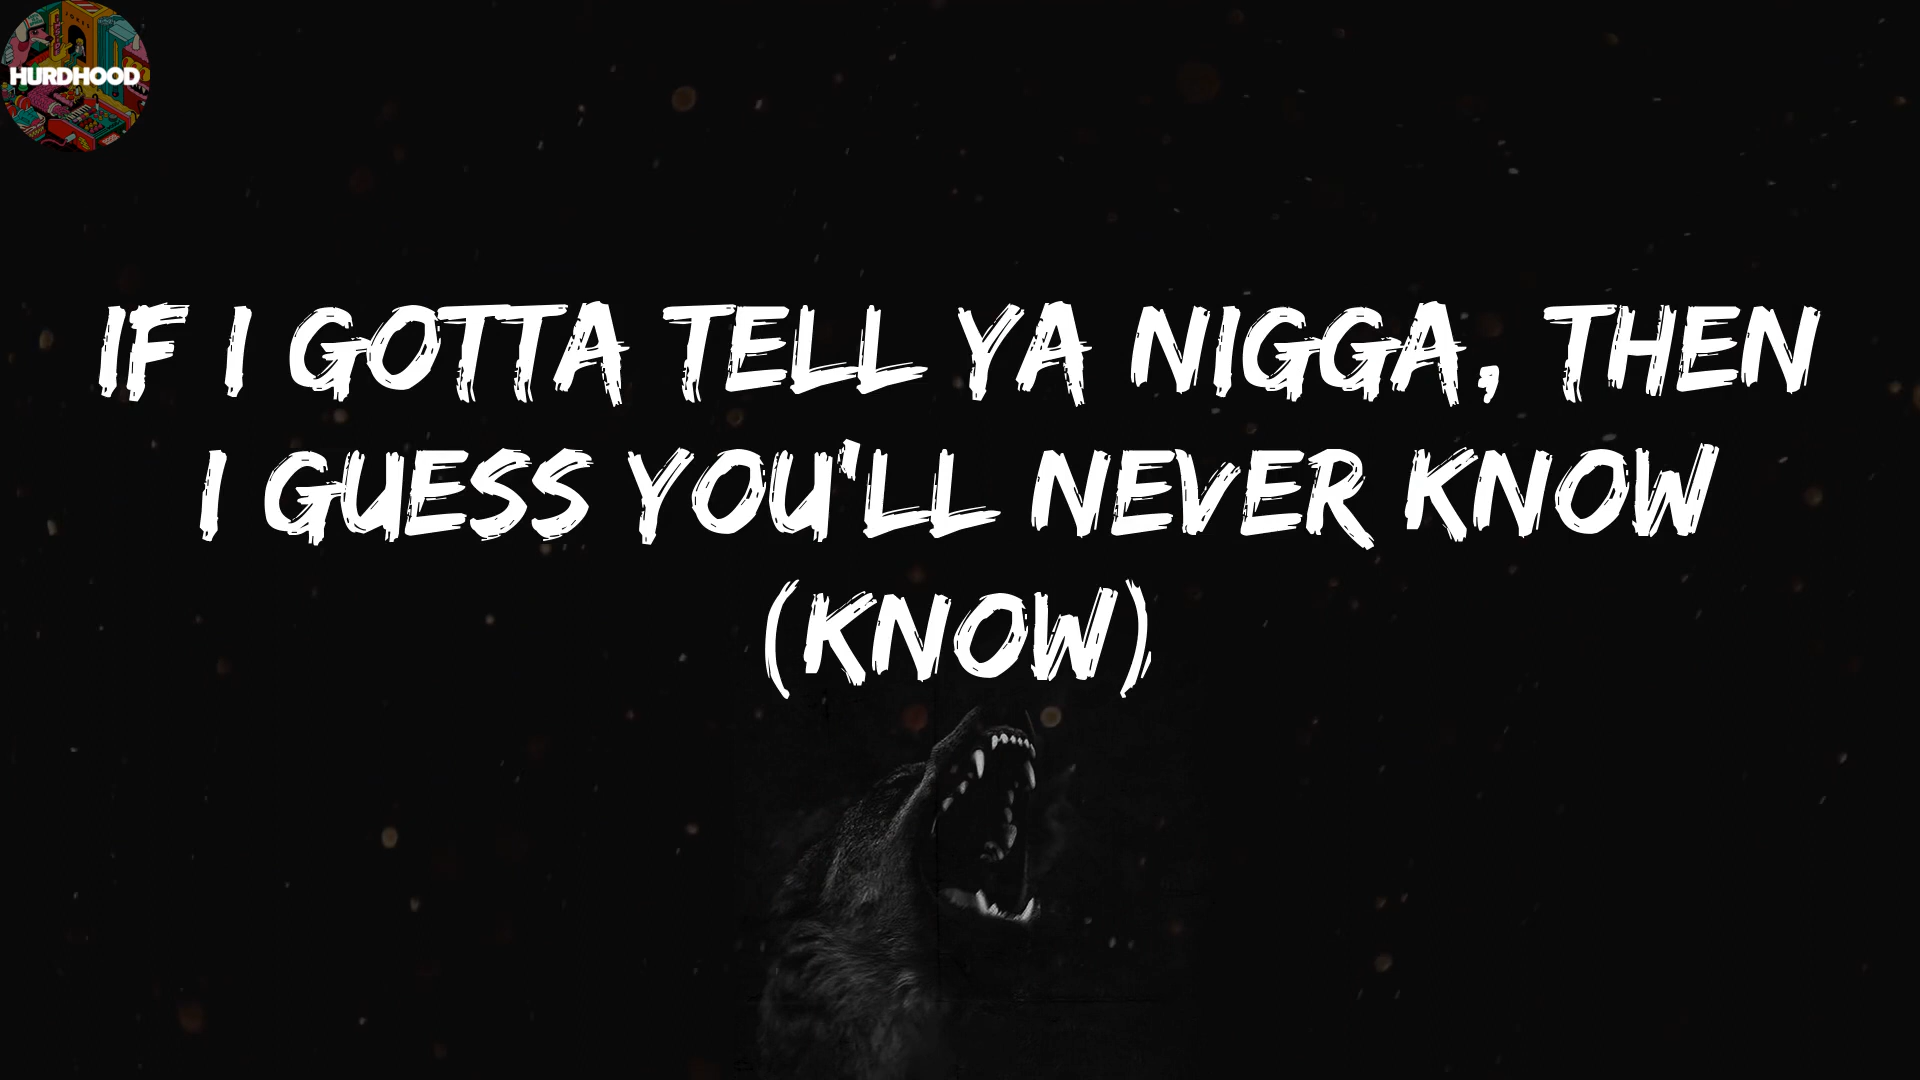 HURDHOOD
IF I GOTTA TELL YA NIGGA, THEN
I GUESS YOU'LL NEVER KNOW
(KNOW)